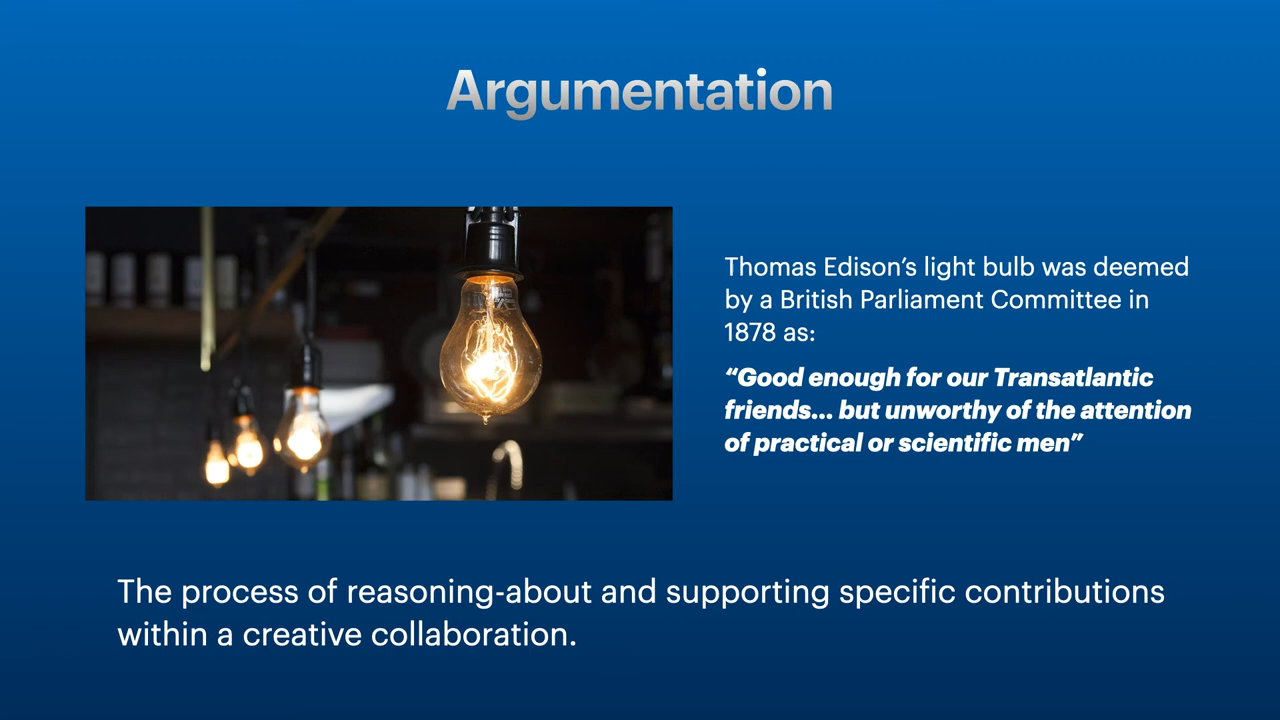 Argumentation
Thomas Edison’s light bulb was deemed
by a British Parliament Committee in
1878 as:
“Good enough for our Transatlantic
friends... but unworthy of the attention
of practical or scientific men”
The process of reasoning-about and supporting specific contributions
within a creative collaboration.